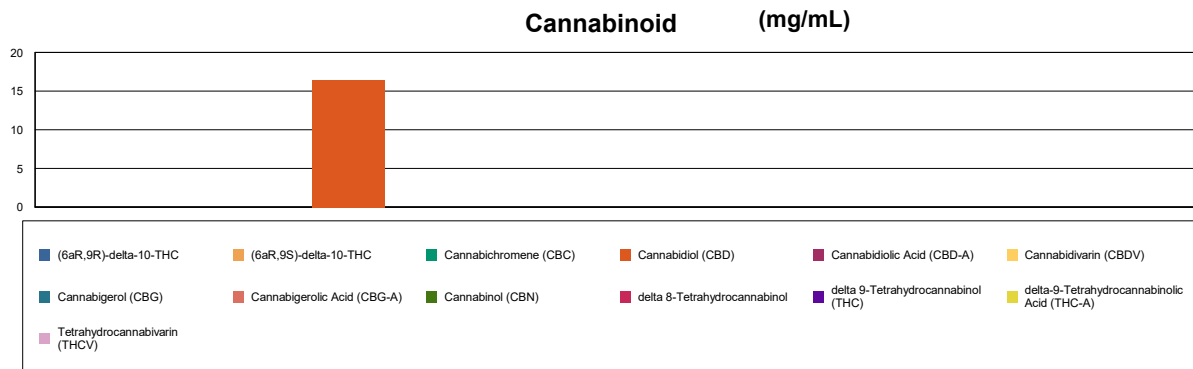 Cannabinoid (mg/mL)
20
15
10
5
0
(6aR,9R)-delta-10-THC
(6aR,9S)-delta-10-THC
Cannabichromene (CBC)
Cannabidiol (CBD)
Cannabidiolic Acid (CBD-A)
Cannabidivarin (CBDV)
Cannabigerol (CBG)
Cannabigerolic Acid (CBG-A)
Cannabinol (CBN)
delta 8-Tetrahydrocannabinol
delta 9-Tetrahydrocannabinol
(THC)
delta-9-Tetrahydrocannabinolic
Acid (THC-A)
Tetrahydrocannabivarin
(THCV)